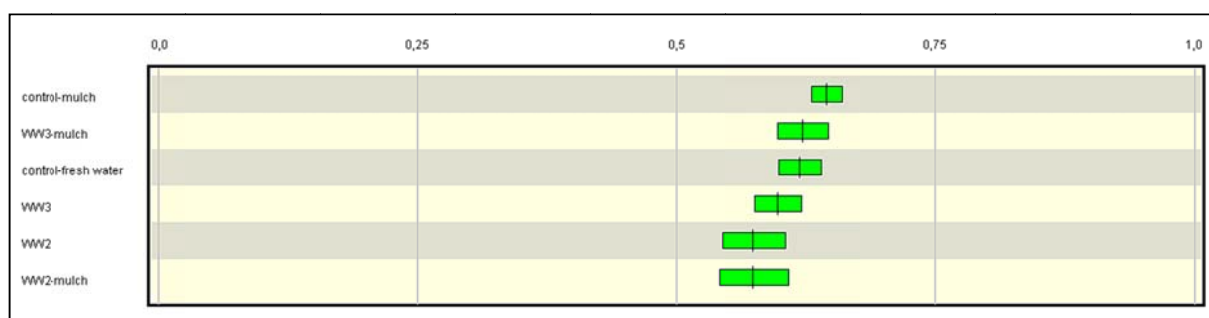 0,0 0,25 0,5 0,75 1,0
control-mulch
WW3-mulch
control-fresh water
WW3
WW2
WW2-mulch